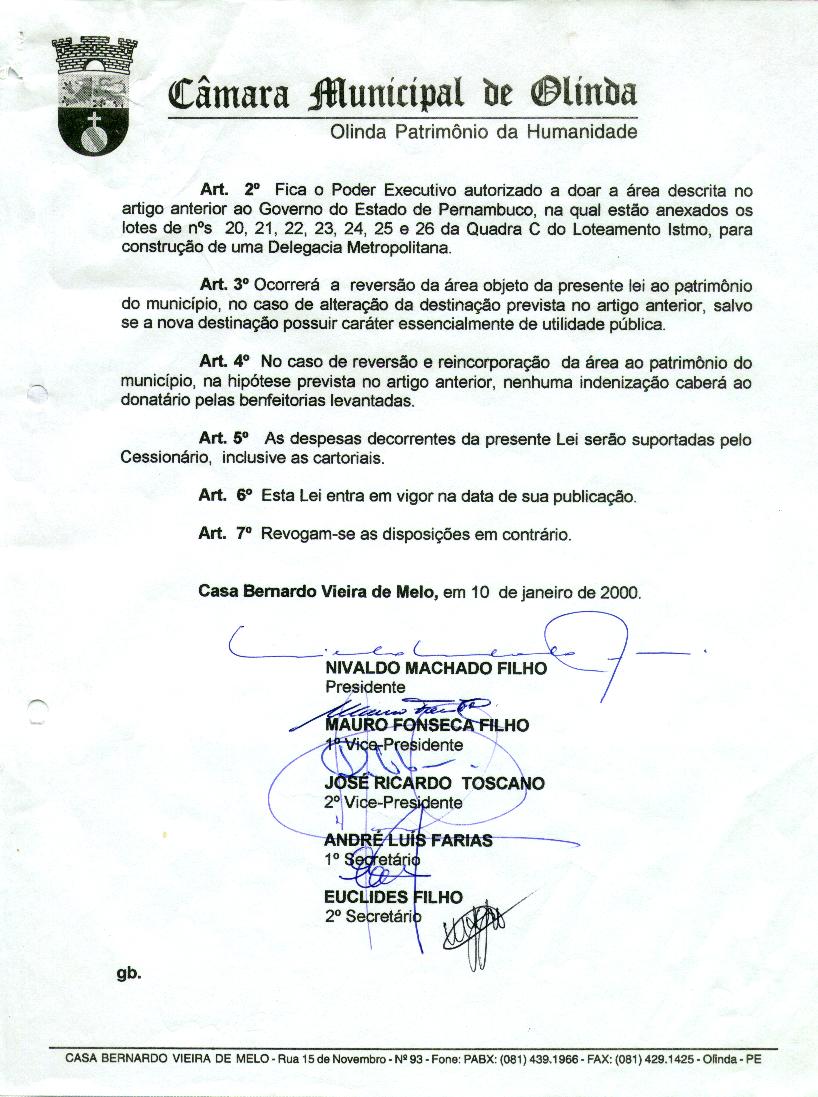 Câmara Municipal de Olinda
Olinda Patrimônio da Humanidade
Art. 2º Fica o Poder Executivo autorizado a doar a área descrita no
artigo anterior ao Governo do Estado de Pernambuco, na qual estão anexados os
lotes de nºs 20, 21, 22, 23, 24, 25 e 26 da Quadra C do Loteamento Istmo, para
construção de uma Delegacia Metropolitana.
Art. 3º Ocorrerá a reversão da área objeto da presente lei ao patrimônio
do município, no caso de alteração da destinação prevista no artigo anterior, salvo
se a nova destinação possuir caráter essencialmente de utilidade pública.
Art. 4º No caso de reversão e reincorporação da área ao patrimônio do
município, na hipótese prevista no artigo anterior, nenhuma indenização caberá ao
donatário pelas benfeitorias levantadas.
Art. 5º As despesas decorrentes da presente Lei serão suportadas pelo
Cessionário, inclusive as cartoriais.
Art. 6º Esta Lei entra em vigor na data de sua publicação.
Art. 7º Revogam-se as disposições em contrário.
Casa Bernardo Vieira de Melo, em 10 de janeiro de 2000.
NIVALDO MACHADO FILHO
Presidente
MAURO FONSECA FILHO
1º Vice-Presidente
JOSÉ RICARDO TOSCANO
2º Vice-Presidente
ANDRÉ LUÍS FARIAS
1º Secretário
EUCLIDES FILHO
2º Secretário
gb.
CASA BERNARDO VIEIRA DE MELO - Rua 15 de Novembro - Nº 93 - Fone: PABX: (081) 439.1966 - FAX: (081) 429.1425 - Olinda - PE